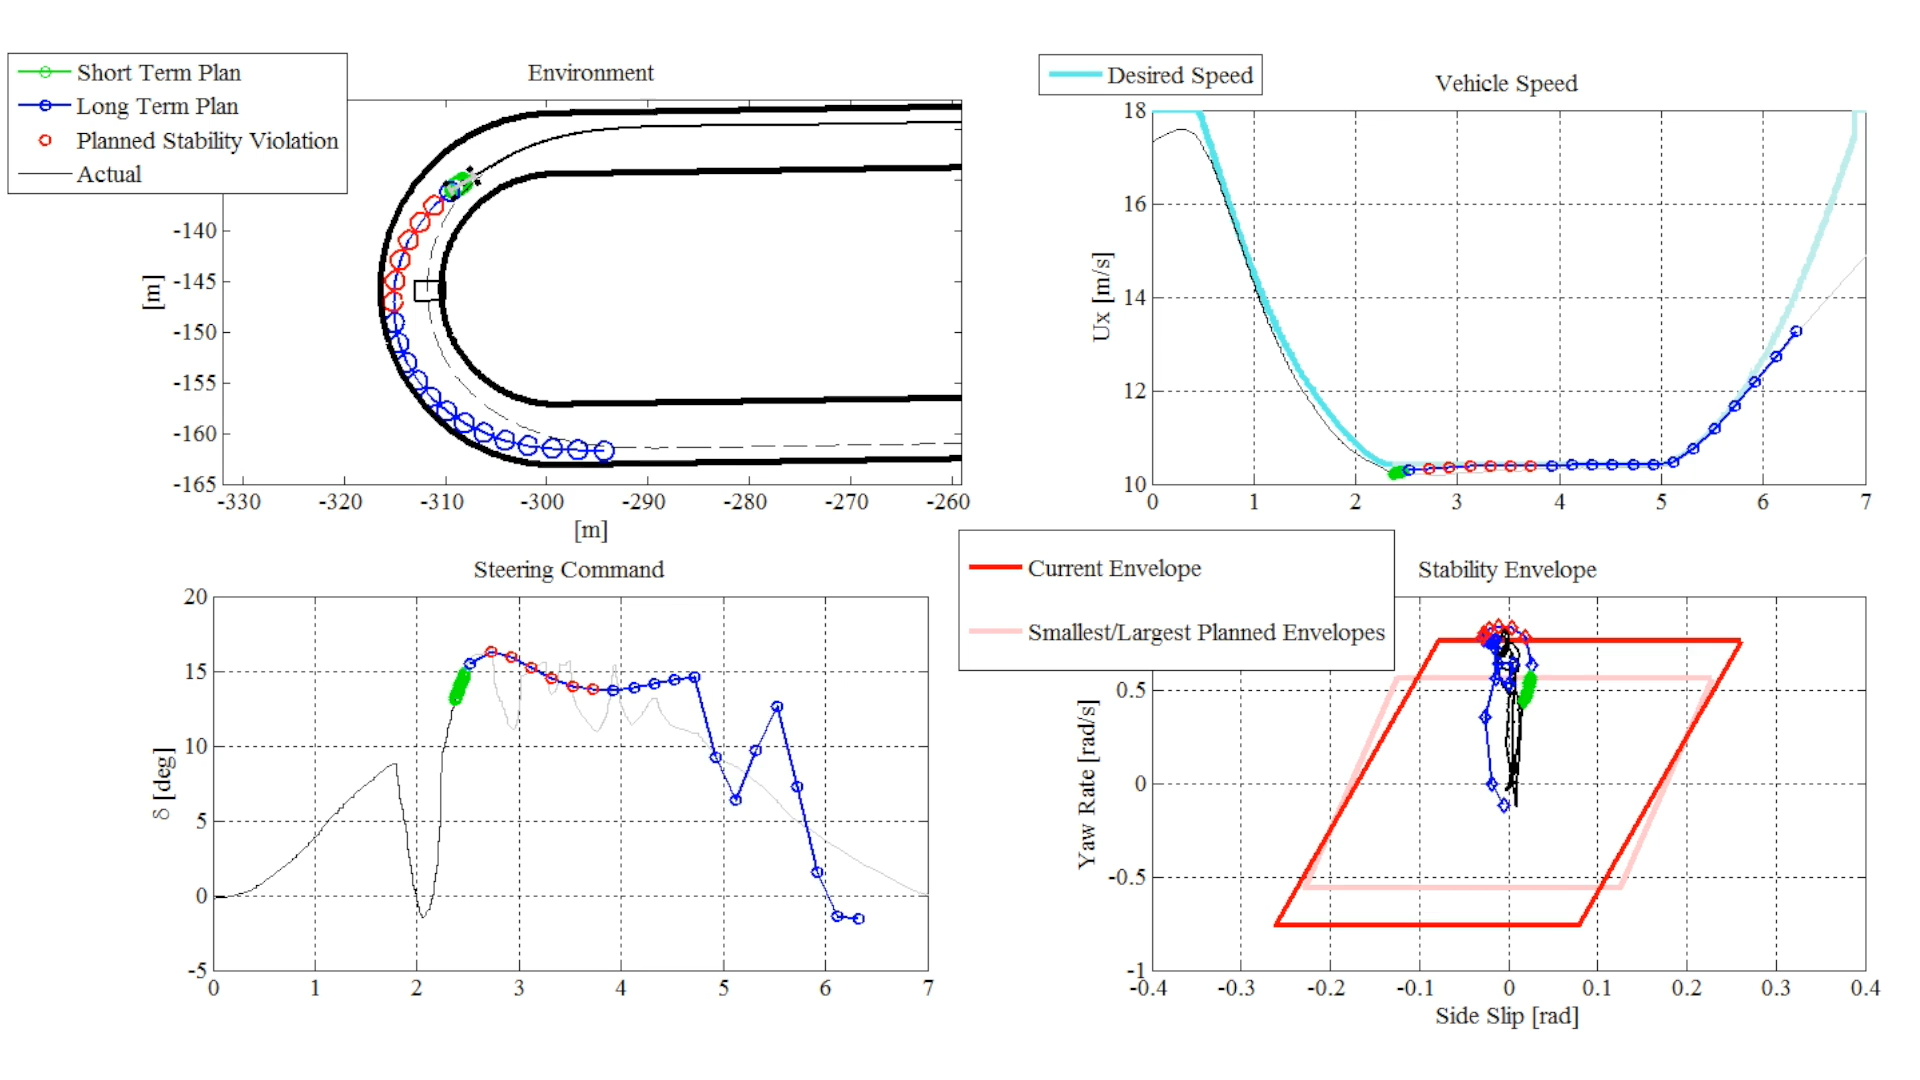 Short Term Plan
Long Term Plan
Planned Stability Violation
Actual
Environment
-140
-145
-150
-155
-160
-165
[m]
-330 -320 -310 -300 -290 -280 -270 -260
[m]
Desired Speed
Vehicle Speed
18
16
14
12
10
Ux [m/s]
0 1 2 3 4 5 6 7
Steering Command
20
15
10
5
0
-5
δ [deg]
0 1 2 3 4 5 6 7
Current Envelope
Smallest/Largest Planned Envelopes
Stability Envelope
0.5
0
-0.5
-1
Yaw Rate [rad/s]
-0.4 -0.3 -0.2 -0.1 0 0.1 0.2 0.3 0.4
Side Slip [rad]